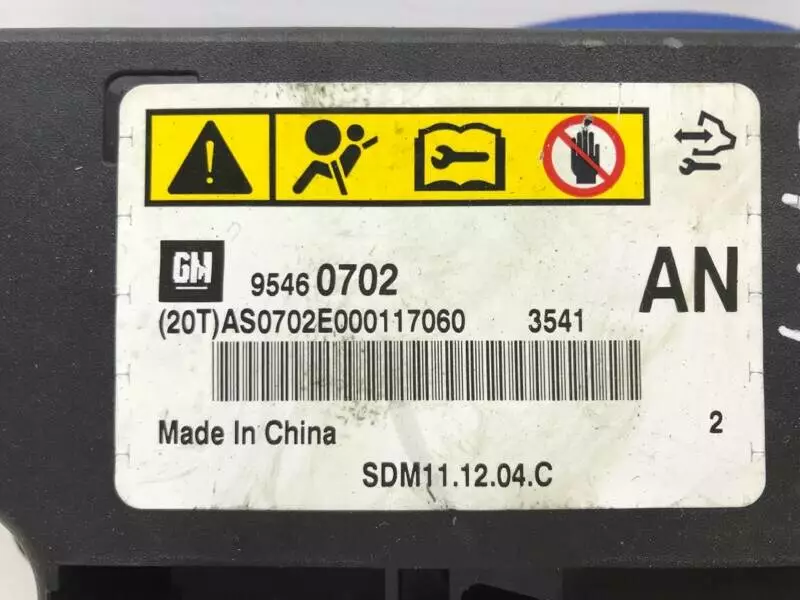 GM 9546 0702 AN
(20T)AS0702E000117060 3541
Made In China 2
SDM11.12.04.C